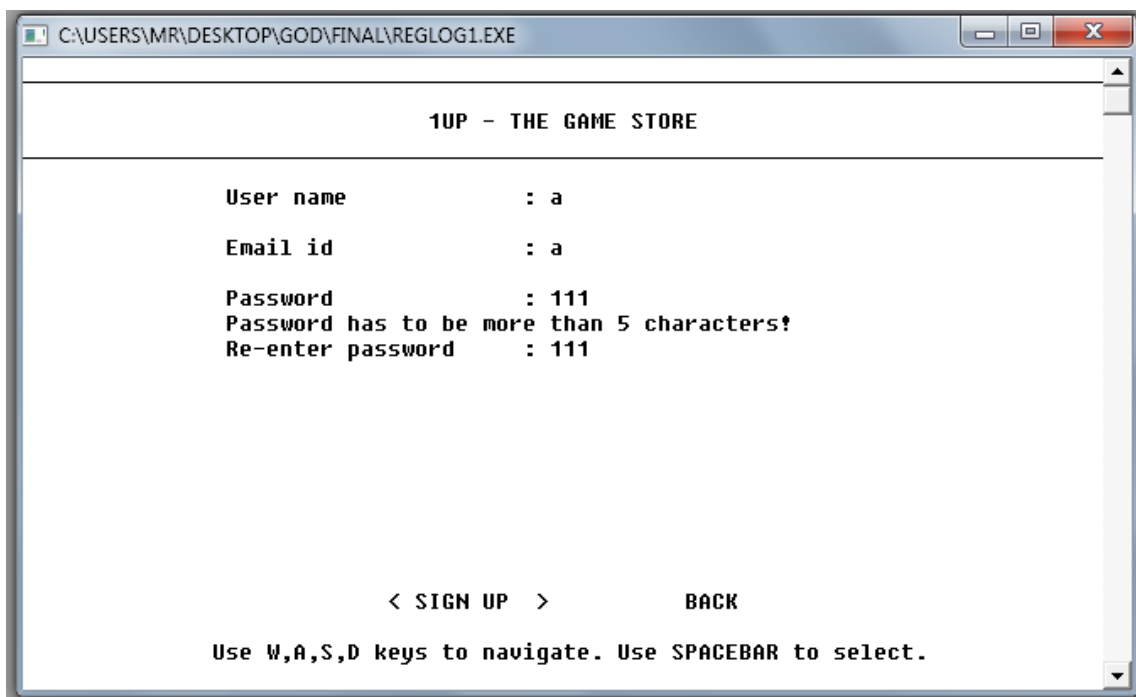 C:\USERS\MR\DESKTOP\GOD\FINAL\REGLOG1.EXE
1UP - THE GAME STORE
User name : a
Email id : a
Password : 111
Password has to be more than 5 characters!
Re-enter password : 111
< SIGN UP > BACK
Use W,A,S,D keys to navigate. Use SPACEBAR to select.